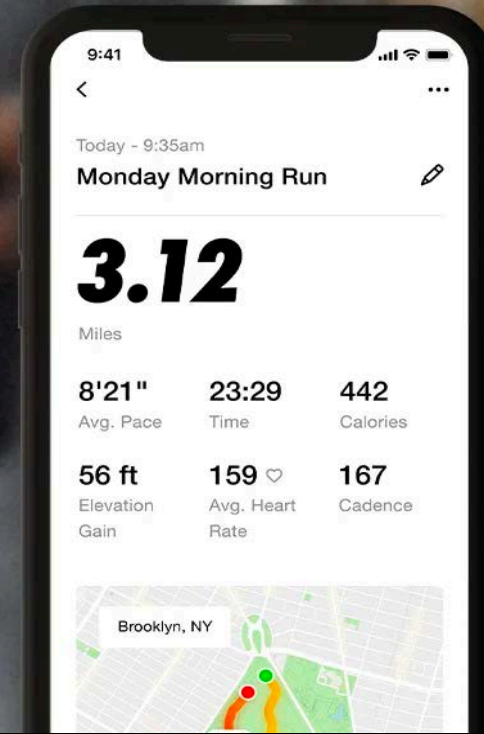 9:41
Today - 9:35am
Monday Morning Run
3.12
Miles
8'21" 23:29 442
Avg. Pace Time Calories
56 ft 159 167
Elevation Avg. Heart Cadence
Gain Rate
Brooklyn, NY